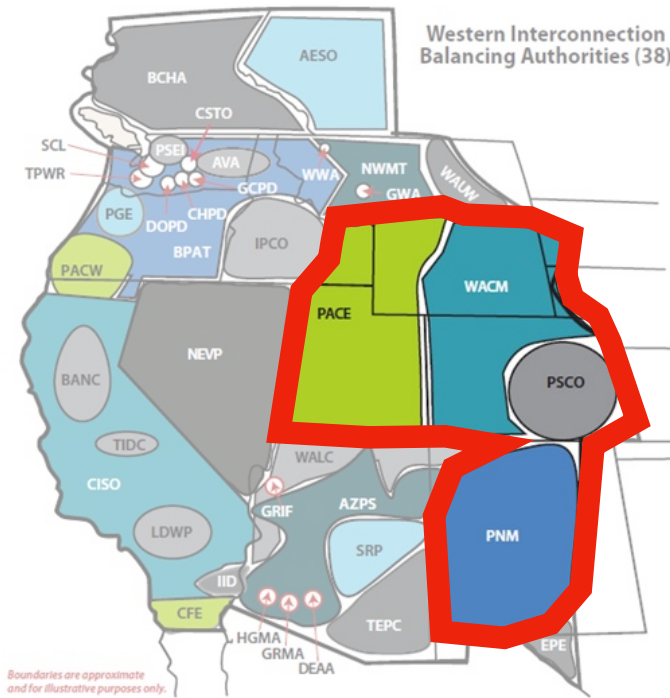 Western Interconnection
Balancing Authorities (38)
AESO
BCHA
CSTO
SCL
PSEI
AVA
WWA
NWMT
WAUW
TPWR
GCPD
GWA
PGE
CHPD
DOPD
BPAT
IPCO
PACW
WACM
PACE
NEVP
BANC
PSCO
TIDC
WALC
CISO
GRIF
AZPS
LDWP
SRP
PNM
IID
CFE
TEPC
HGMA
GRMA
DEAA
EPE
Boundaries are approximate
and for illustrative purposes only.